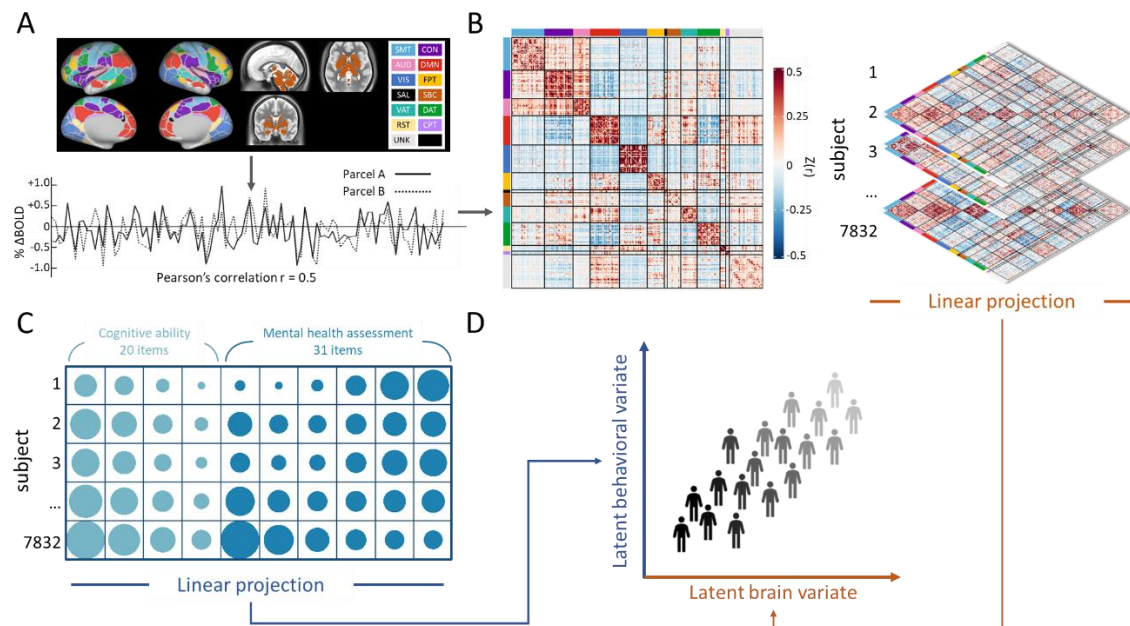 A
SMT CON
AUD DMN
VIS FPT
SAL SBC
VAT DAT
RST CPT
UNK
Parcel A
Parcel B
% ΔBOLD
+1.0
+0.5
0
-0.5
-1.0
Pearson's correlation r = 0.5
B
0.5
0.25
0
-0.25
-0.5
Z(r)
subject
1
2
3
...
7832
Linear projection
C
Cognitive ability
20 items
Mental health assessment
31 items
subject
1
2
3
...
7832
Linear projection
D
Latent behavioral variate
Latent brain variate